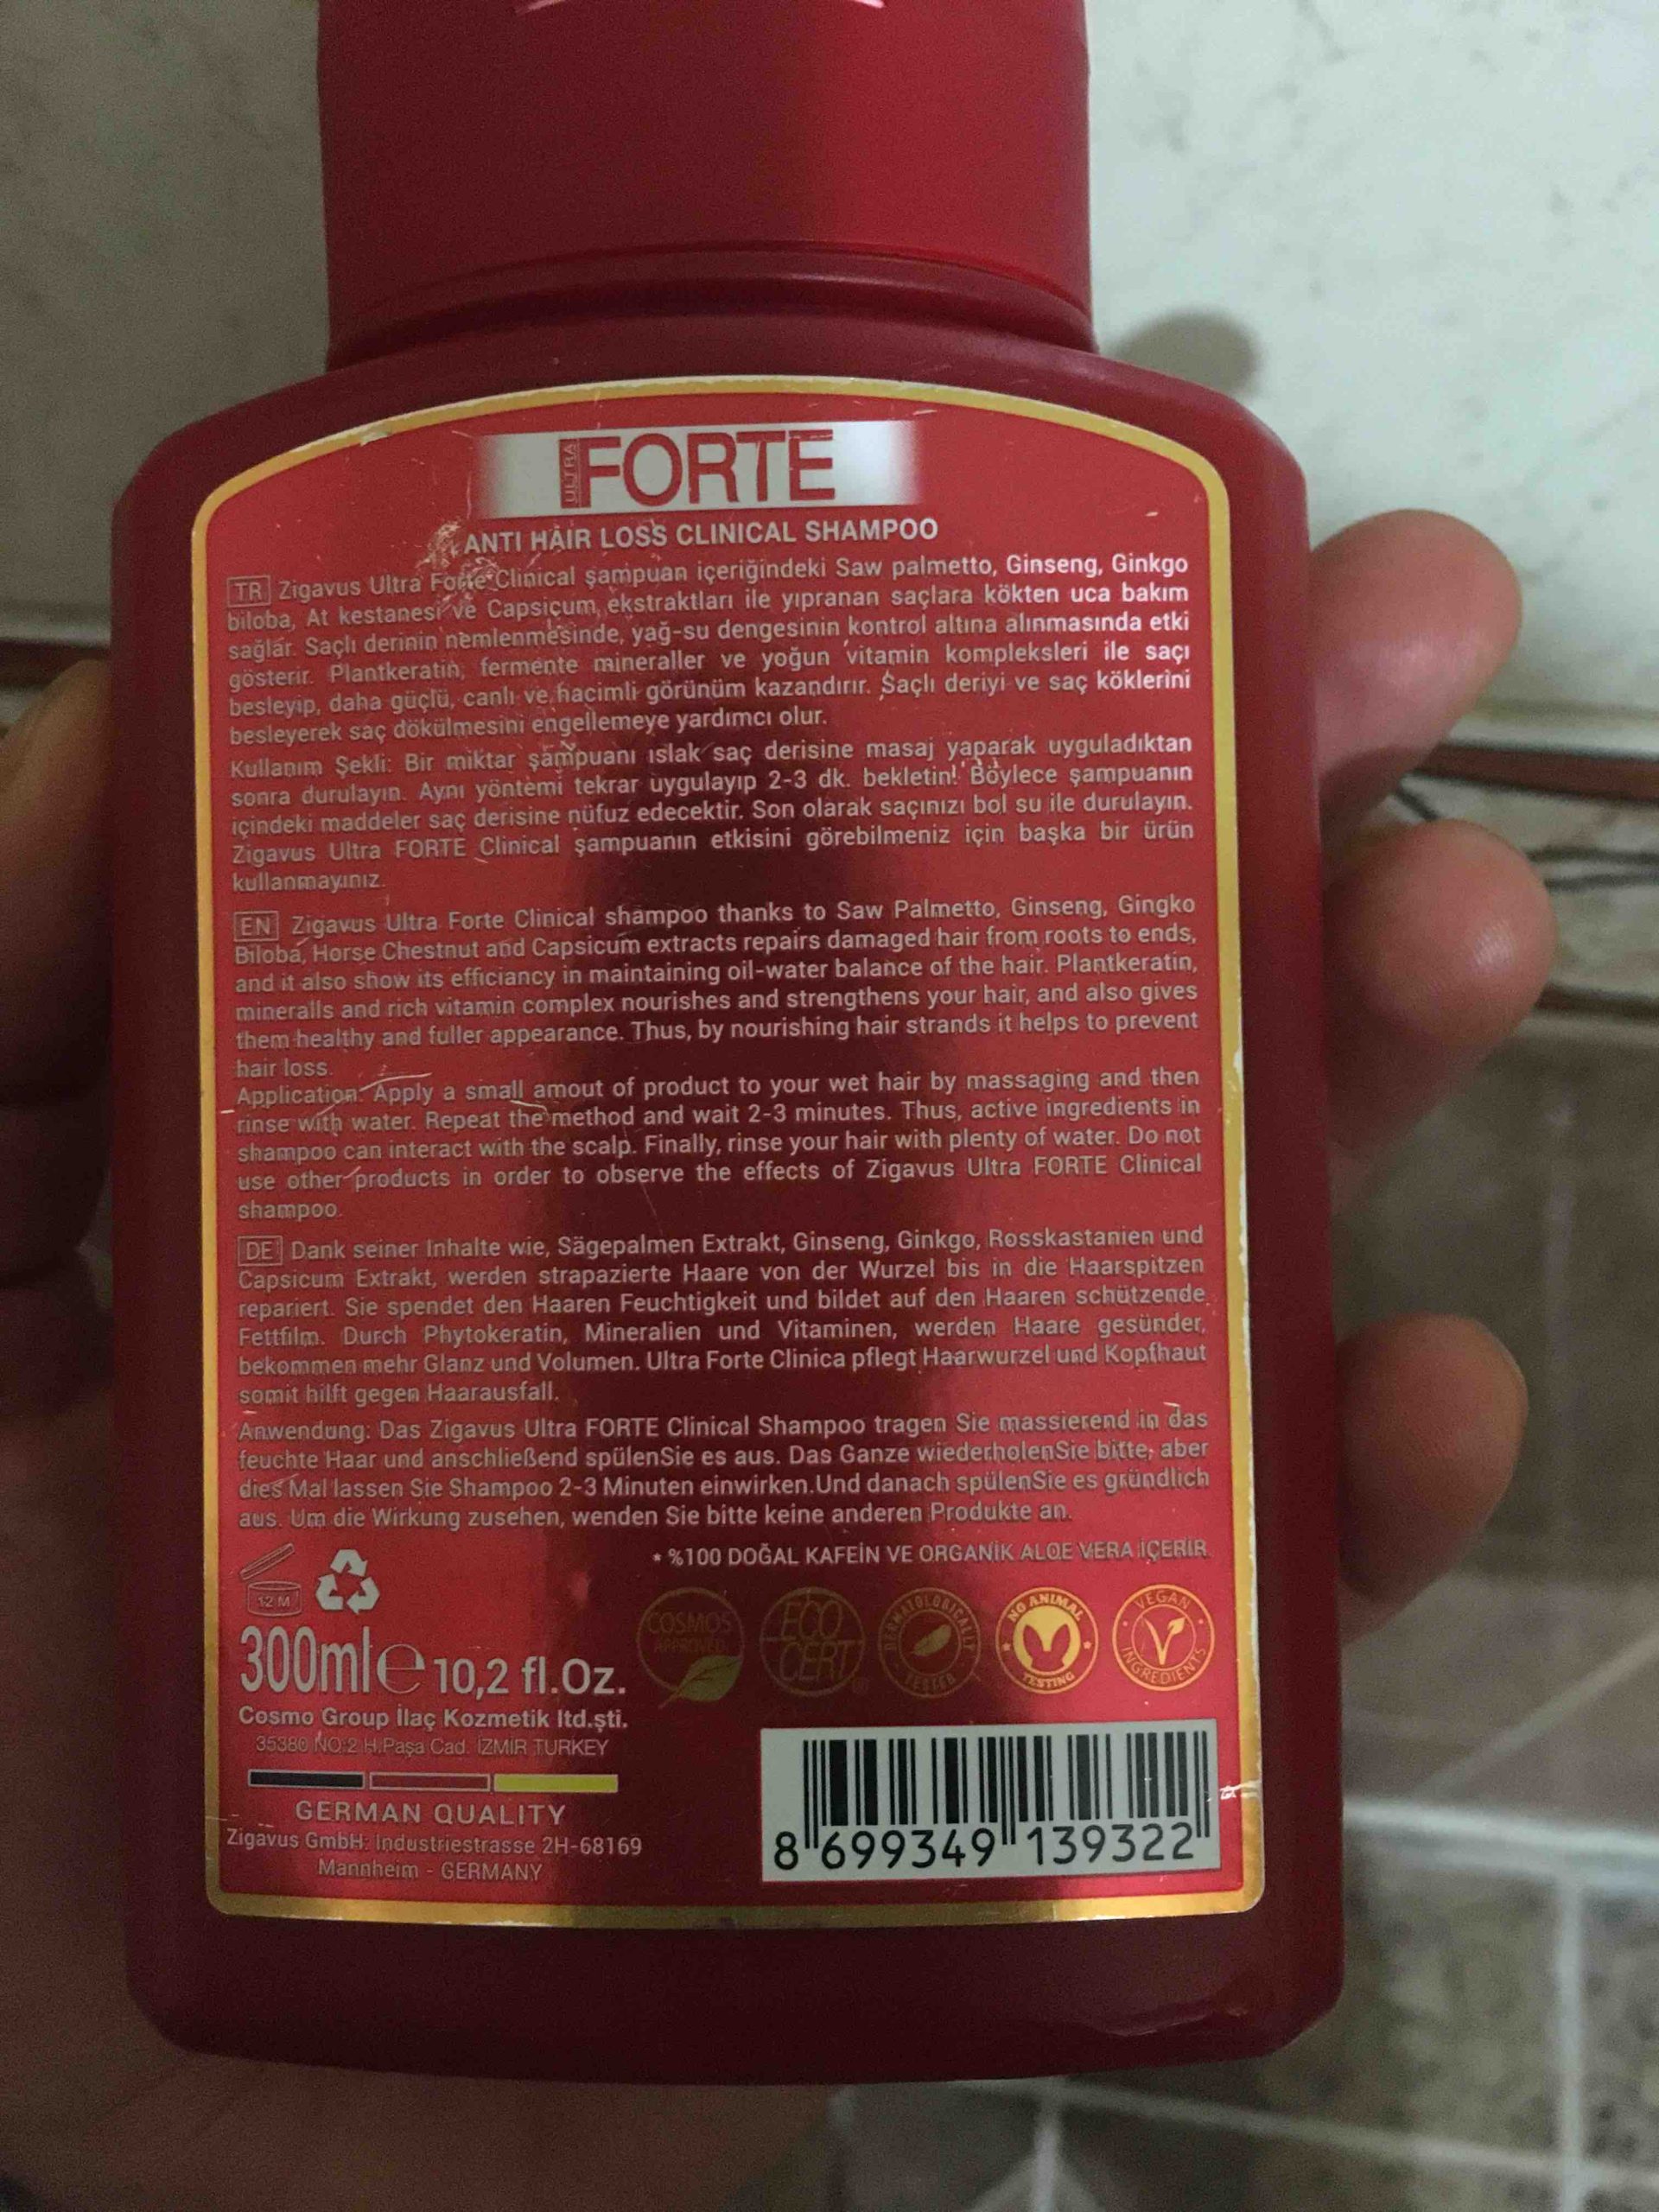 ULTRA FORTE
ANTI HAIR LOSS CLINICAL SHAMPOO
TR Zigavus Ultra Forte Clinical şampuan içeriğindeki Saw palmetto, Ginseng, Ginkgo
biloba, At kestanesi ve Capsicum, ekstraktları ile yıpranan saçlara kökten uca bakım
sağlar. Saçlı derinin nemlenmesinde, yağ-su dengesinin kontrol altına alınmasında etki
gösterir. Plantkeratin, fermente mineraller ve yoğun vitamin kompleksleri ile saçı
besleyip, daha güçlü, canlı ve hacimli görünüm kazandırır. Saçlı deriyi ve saç köklerini
besleyerek saç dökülmesini engellemeye yardımcı olur.
Kullanım Şekli: Bir miktar şampuanı ıslak saç derisine masaj yaparak uyguladıktan
sonra durulayın. Aynı yöntemi tekrar uygulayıp 2-3 dk. bekletin! Böylece şampuanın
içindeki maddeler saç derisine nüfuz edecektir. Son olarak saçınızı bol su ile durulayın.
Zigavus Ultra FORTE Clinical şampuanın etkisini görebilmeniz için başka bir ürün
kullanmayınız.
EN Zigavus Ultra Forte Clinical shampoo thanks to Saw Palmetto, Ginseng, Gingko
Biloba, Horse Chestnut and Capsicum extracts repairs damaged hair from roots to ends,
and it also show its efficiancy in maintaining oil-water balance of the hair. Plantkeratin,
mineralls and rich vitamin complex nourishes and strengthens your hair, and also gives
them healthy and fuller appearance. Thus, by nourishing hair strands it helps to prevent
hair loss.
Application: Apply a small amout of product to your wet hair by massaging and then
rinse with water. Repeat the method and wait 2-3 minutes. Thus, active ingredients in
shampoo can interact with the scalp. Finally, rinse your hair with plenty of water. Do not
use other products in order to observe the effects of Zigavus Ultra FORTE Clinical
shampoo.
DE Dank seiner Inhalte wie, Sägepalmen Extrakt, Ginseng, Ginkgo, Rosskastanien und
Capsicum Extrakt, werden strapazierte Haare von der Wurzel bis in die Haarspitzen
repariert. Sie spendet den Haaren Feuchtigkeit und bildet auf den Haaren schützende
Fettfilm. Durch Phytokeratin, Mineralien und Vitaminen, werden Haare gesünder,
bekommen mehr Glanz und Volumen. Ultra Forte Clinica pflegt Haarwurzel und Kopfhaut
somit hilft gegen Haarausfall.
Anwendung: Das Zigavus Ultra FORTE Clinical Shampoo tragen Sie massierend in das
feuchte Haar und anschließend spülenSie es aus. Das Ganze wiederholenSie bitte, aber
dies Mal lassen Sie Shampoo 2-3 Minuten einwirken.Und danach spülenSie es gründlich
aus. Um die Wirkung zusehen, wenden Sie bitte keine anderen Produkte an.
* %100 DOĞAL KAFEİN VE ORGANİK ALOE VERA İÇERİR
12 M
COSMOS APPROVED
ECO CERT ®
DERMATOLOGICALLY TESTED
NO ANIMAL TESTING
VEGAN INGREDIENTS
300ml e 10,2 fl.Oz.
Cosmo Group İlaç Kozmetik ltd.şti.
35380 NO:2 H.Paşa Cad. İZMİR TURKEY
GERMAN QUALITY
Zigavus GmbH: Industriestrasse 2H-68169
Mannheim - GERMANY
8 699349 139322